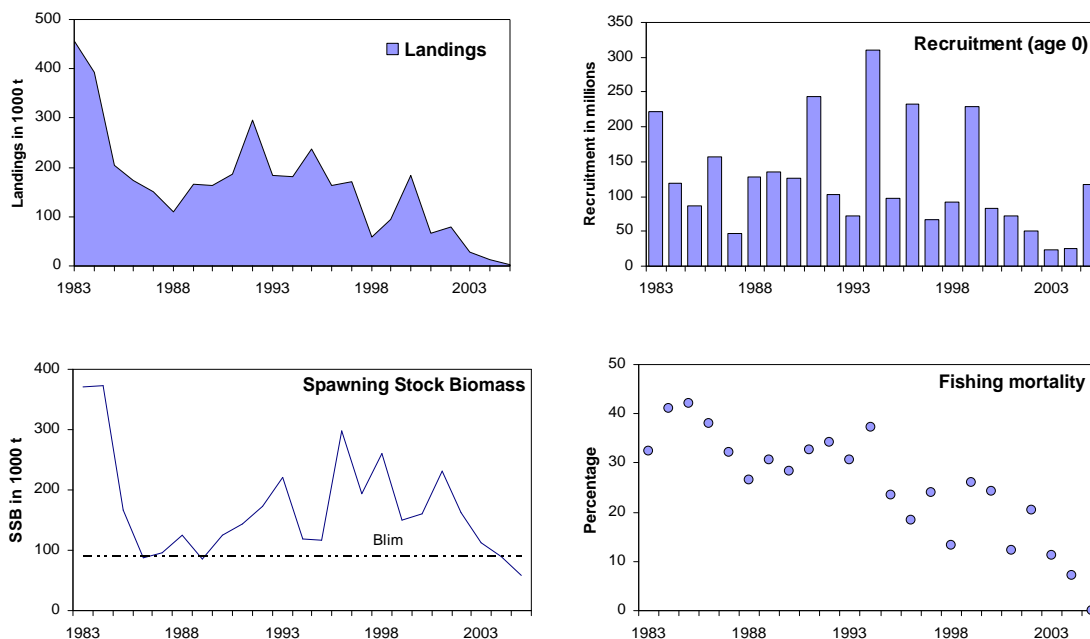 Landings
Landings in 1000 t
500
400
300
200
100
0
1983 1988 1993 1998 2003
Recruitment (age 0)
Recruitment in millions
350
300
250
200
150
100
50
0
1983 1988 1993 1998 2003
Spawning Stock Biomass
SSB in 1000 t
400
300
200
100
0
Blim
1983 1988 1993 1998 2003
Fishing mortality
Percentage
50
40
30
20
10
0
1983 1988 1993 1998 2003